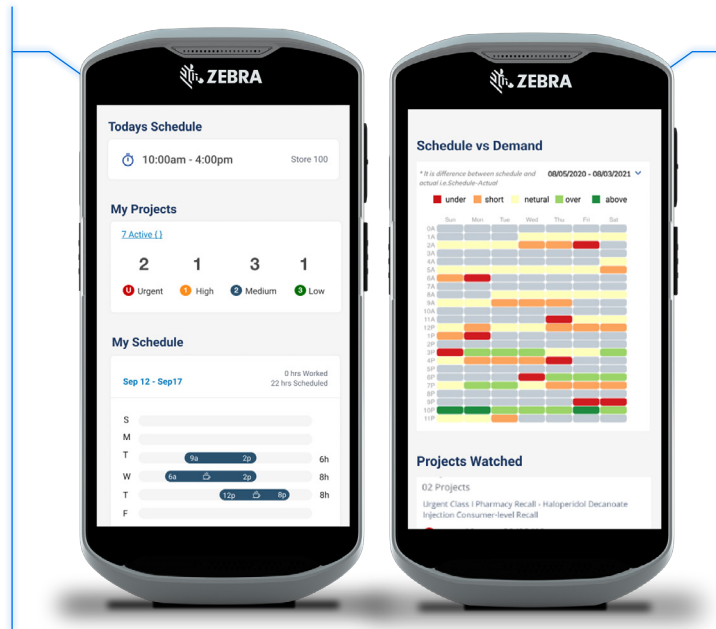 ZEBRA
Todays Schedule
10:00am - 4:00pm
Store 100
My Projects
7 Active ( )
2
1
3
1
U Urgent
1 High
2 Medium
3 Low
My Schedule
0 hrs Worked
Sep 12 - Sep17
22 hrs Scheduled
S
M
T
9a
2p
6h
W
6a
2p
8h
T
12p
8p
8h
F
ZEBRA
Schedule vs Demand
* It is difference between schedule and
actual i.e.Schedule-Actual
08/05/2020 - 08/03/2021
under
short
netural
over
above
Sun Mon Tue Wed Thu Fri Sat
0A
1A
2A
3A
4A
5A
6A
7A
8A
9A
10A
11A
12P
1P
2P
3P
4P
5P
6P
7P
8P
9P
10P
11P
Projects Watched
02 Projects
Urgent Class I Pharmacy Recall - Haloperidol Decanoate
Injection Consumer-level Recall